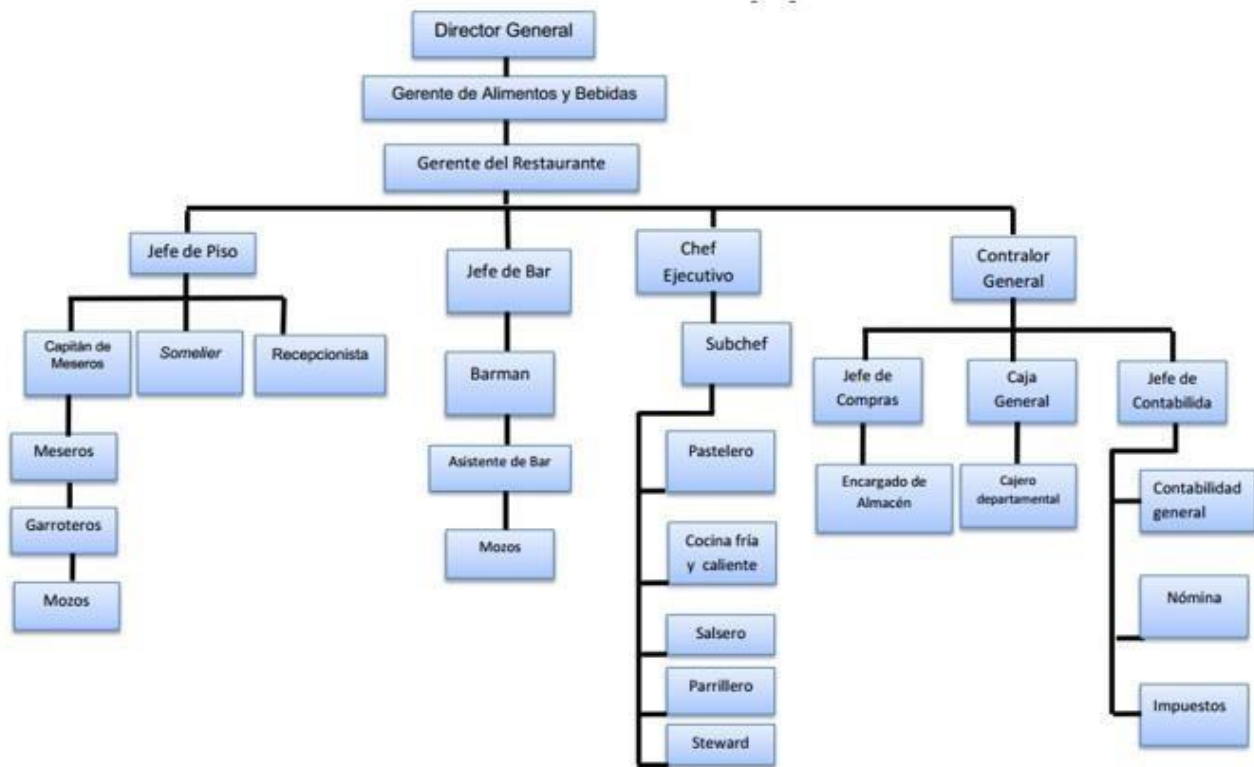 Director General
Gerente de Alimentos y Bebidas
Gerente del Restaurante
Jefe de Piso
Jefe de Bar
Chef
Ejecutivo
Contralor
General
Capitán de
Meseros
Somelier
Recepcionista
Barman
Subchef
Jefe de
Compras
Caja
General
Jefe de
Contabilida
Meseros
Asistente de Bar
Pastelero
Encargado de
Almacén
Cajero
departamental
Contabilidad
general
Garroteros
Mozos
Cocina fría
y caliente
Mozos
Nómina
Salsero
Parrillero
Impuestos
Steward